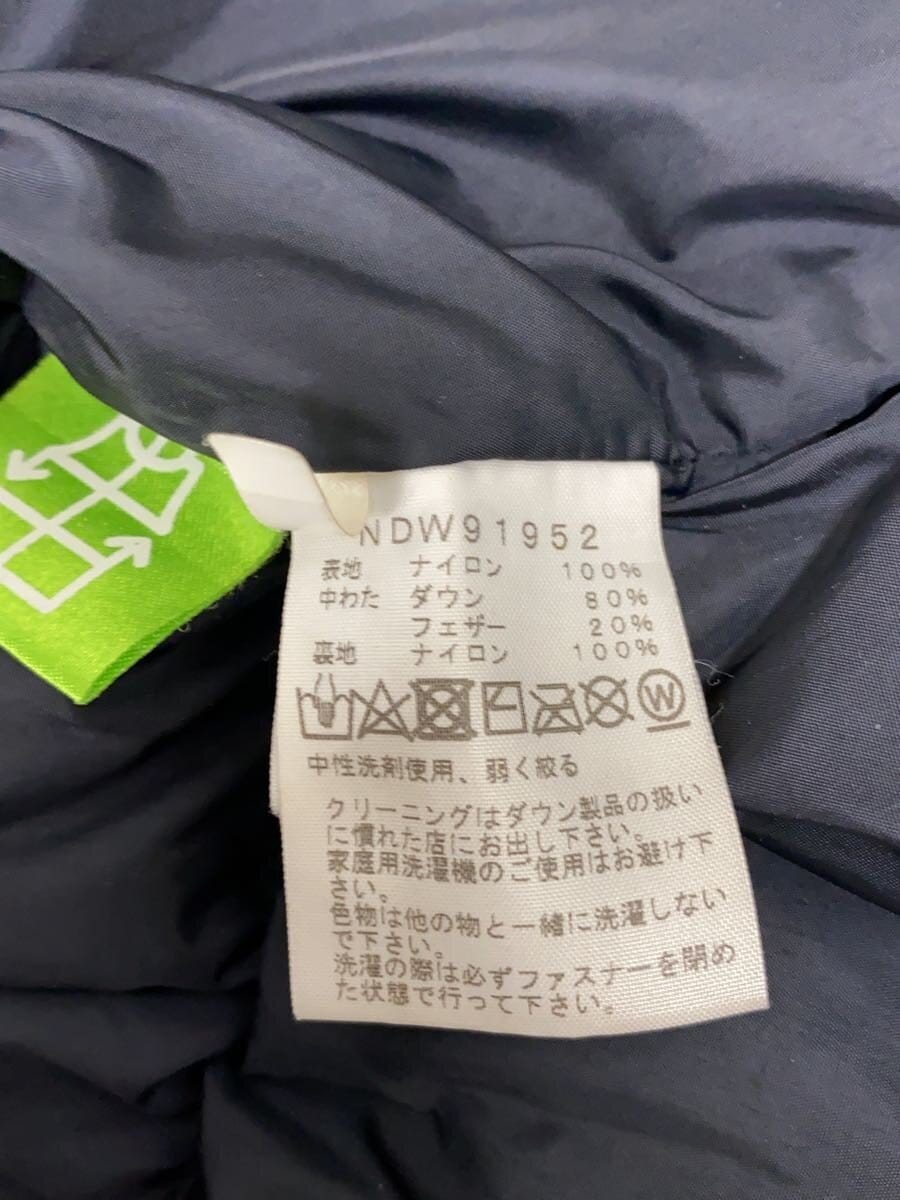 NDW91952
表地 ナイロン 100%
中わた ダウン 80%
フェザー 20%
裏地 ナイロン 100%
W
中性洗剤使用、弱く絞る
クリーニングはダウン製品の扱い
に慣れた店にお出し下さい。
家庭用洗濯機のご使用はお避け下
さい。
色物は他の物と一緒に洗濯しない
で下さい。
洗濯の際は必ずファスナーを閉め
た状態で行って下さい。